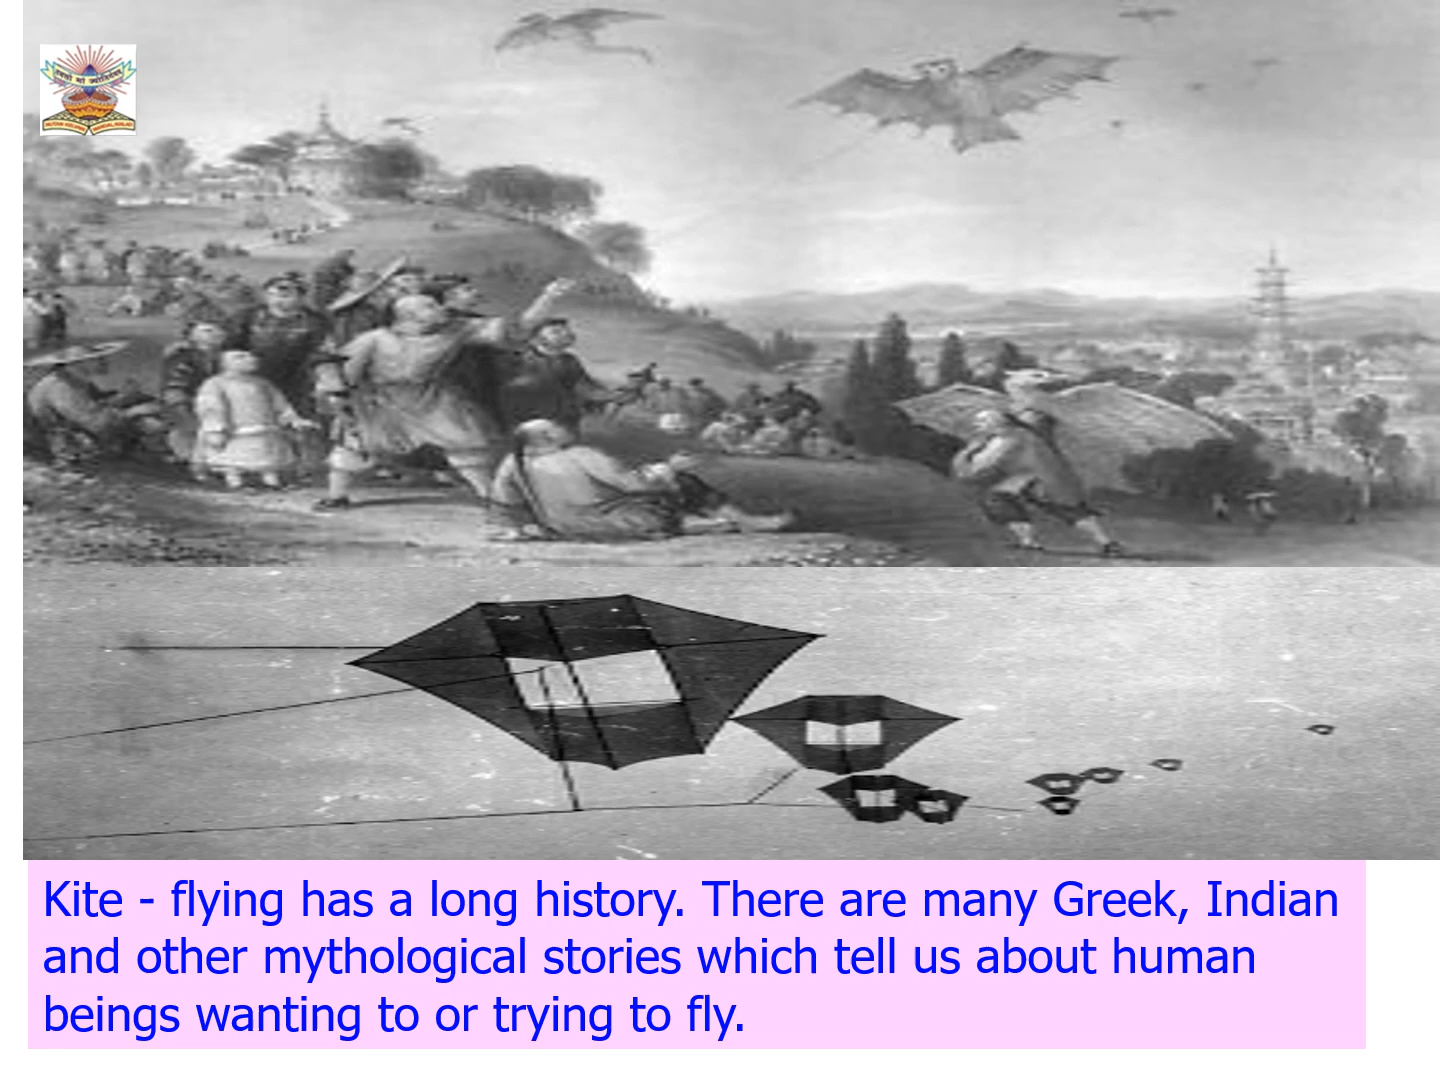 Kite - flying has a long history. There are many Greek, Indian
and other mythological stories which tell us about human
beings wanting to or trying to fly.